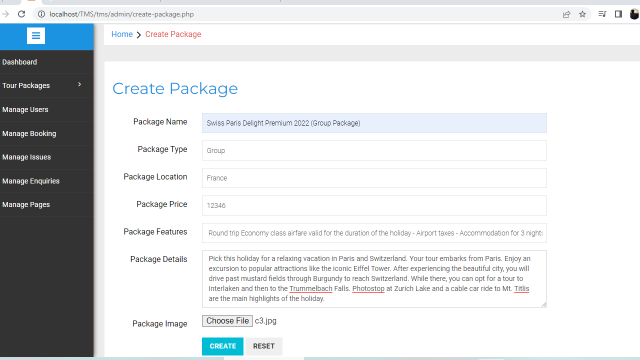 localhost/TMS/tms/admin/create-package.php
Home > Create Package
Dashboard
Tour Packages >
Manage Users
Manage Booking
Manage Issues
Manage Enquiries
Manage Pages
Create Package
Package Name
Swiss Paris Delight Premium 2022 (Group Package)
Package Type
Group
Package Location
France
Package Price
12346
Package Features
Round trip Economy class airfare valid for the duration of the holiday - Airport taxes - Accommodation for 3 nights
Package Details
Pick this holiday for a relaxing vacation in Paris and Switzerland. Your tour embarks from Paris. Enjoy an
excursion to popular attractions like the iconic Eiffel Tower. After experiencing the beautiful city, you will
drive past mustard fields through Burgundy to reach Switzerland. While there, you can opt for a tour to
Interlaken and then to the Trummelbach Falls. Photostop at Zurich Lake and a cable car ride to Mt. Titlis
are the main highlights of the holiday.
Package Image
Choose File c3.jpg
CREATE
RESET